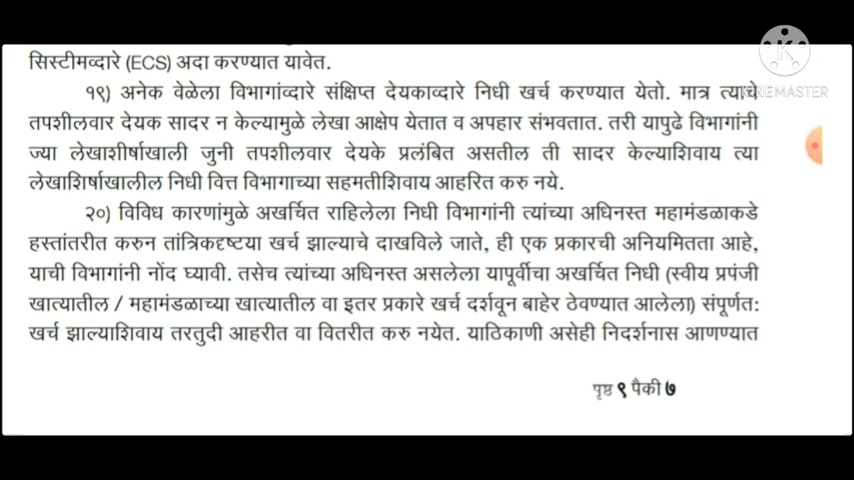 सिस्टीमव्दारे (ECS) अदा करण्यात यावेत.
१९) अनेक वेळेला विभागांव्दारे संक्षिप्त देयकाव्दारे निधी खर्च करण्यात येतो. मात्र त्याचे
तपशीलवार देयक सादर न केल्यामुळे लेखा आक्षेप येतात व अपहार संभवतात. तरी यापुढे विभागांनी
ज्या लेखाशीर्षाखाली जुनी तपशीलवार देयके प्रलंबित असतील ती सादर केल्याशिवाय त्या
लेखाशिर्षाखालील निधी वित्त विभागाच्या सहमतीशिवाय आहरित करु नये.
२०) विविध कारणांमुळे अखर्चित राहिलेला निधी विभागांनी त्यांच्या अधिनस्त महामंडळाकडे
हस्तांतरीत करुन तांत्रिकदृष्टया खर्च झाल्याचे दाखविले जाते, ही एक प्रकारची अनियमितता आहे,
याची विभागांनी नोंद घ्यावी. तसेच त्यांच्या अधिनस्त असलेला यापूर्वीचा अखर्चित निधी (स्वीय प्रपंजी
खात्यातील / महामंडळाच्या खात्यातील वा इतर प्रकारे खर्च दर्शवून बाहेर ठेवण्यात आलेला) संपूर्णत:
खर्च झाल्याशिवाय तरतुदी आहरीत वा वितरीत करु नयेत. याठिकाणी असेही निदर्शनास आणण्यात
पृष्ठ ९ पैकी ७
KINEMASTER